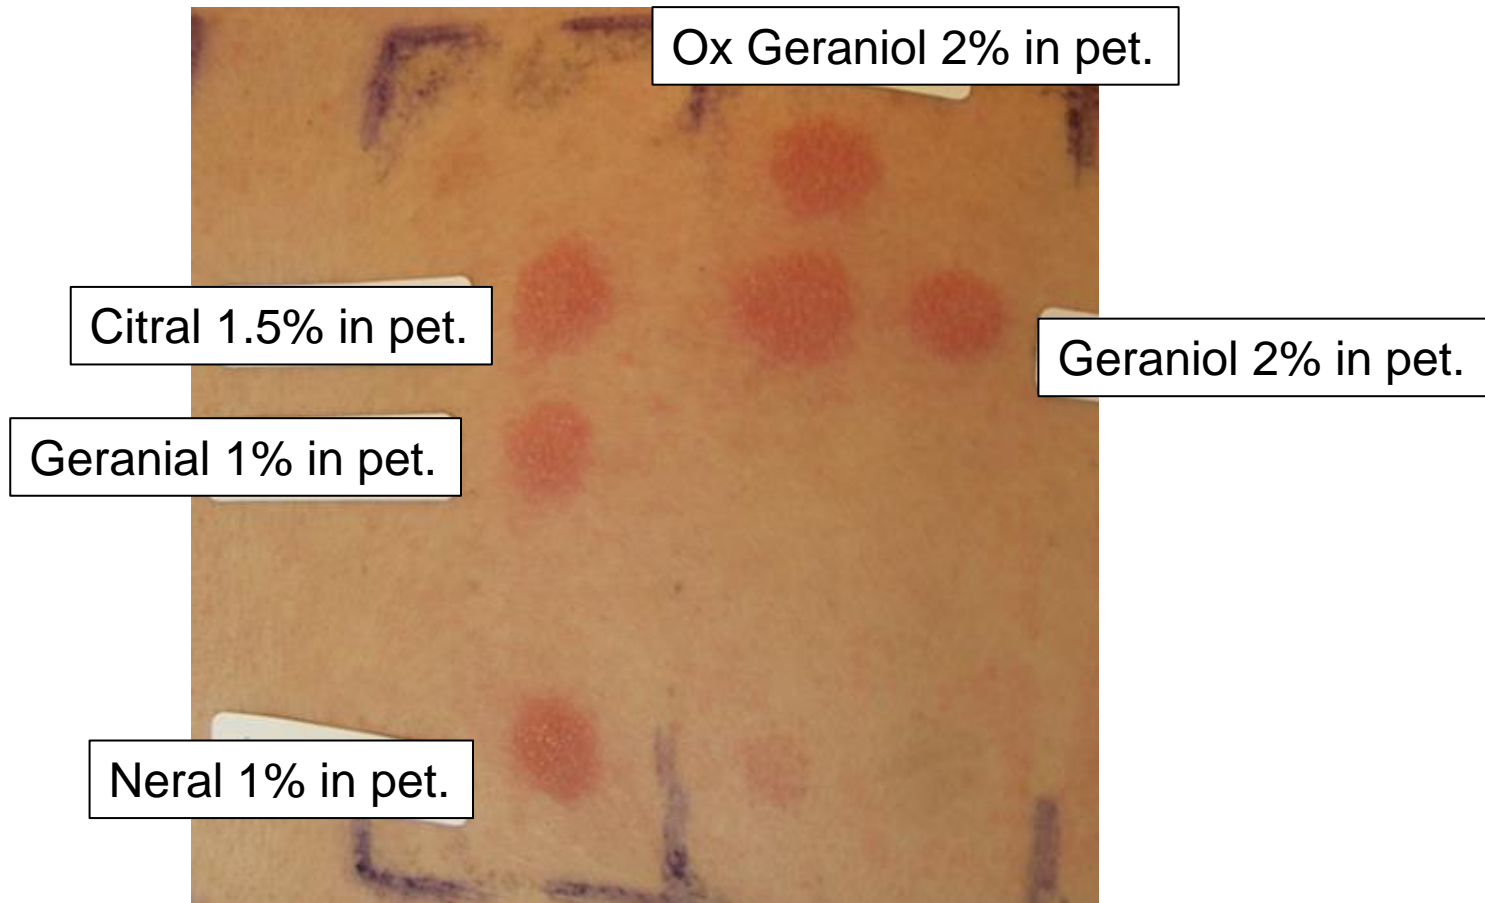 Ox Geraniol 2% in pet.
Citral 1.5% in pet.
Geraniol 2% in pet.
Geranial 1% in pet.
Neral 1% in pet.